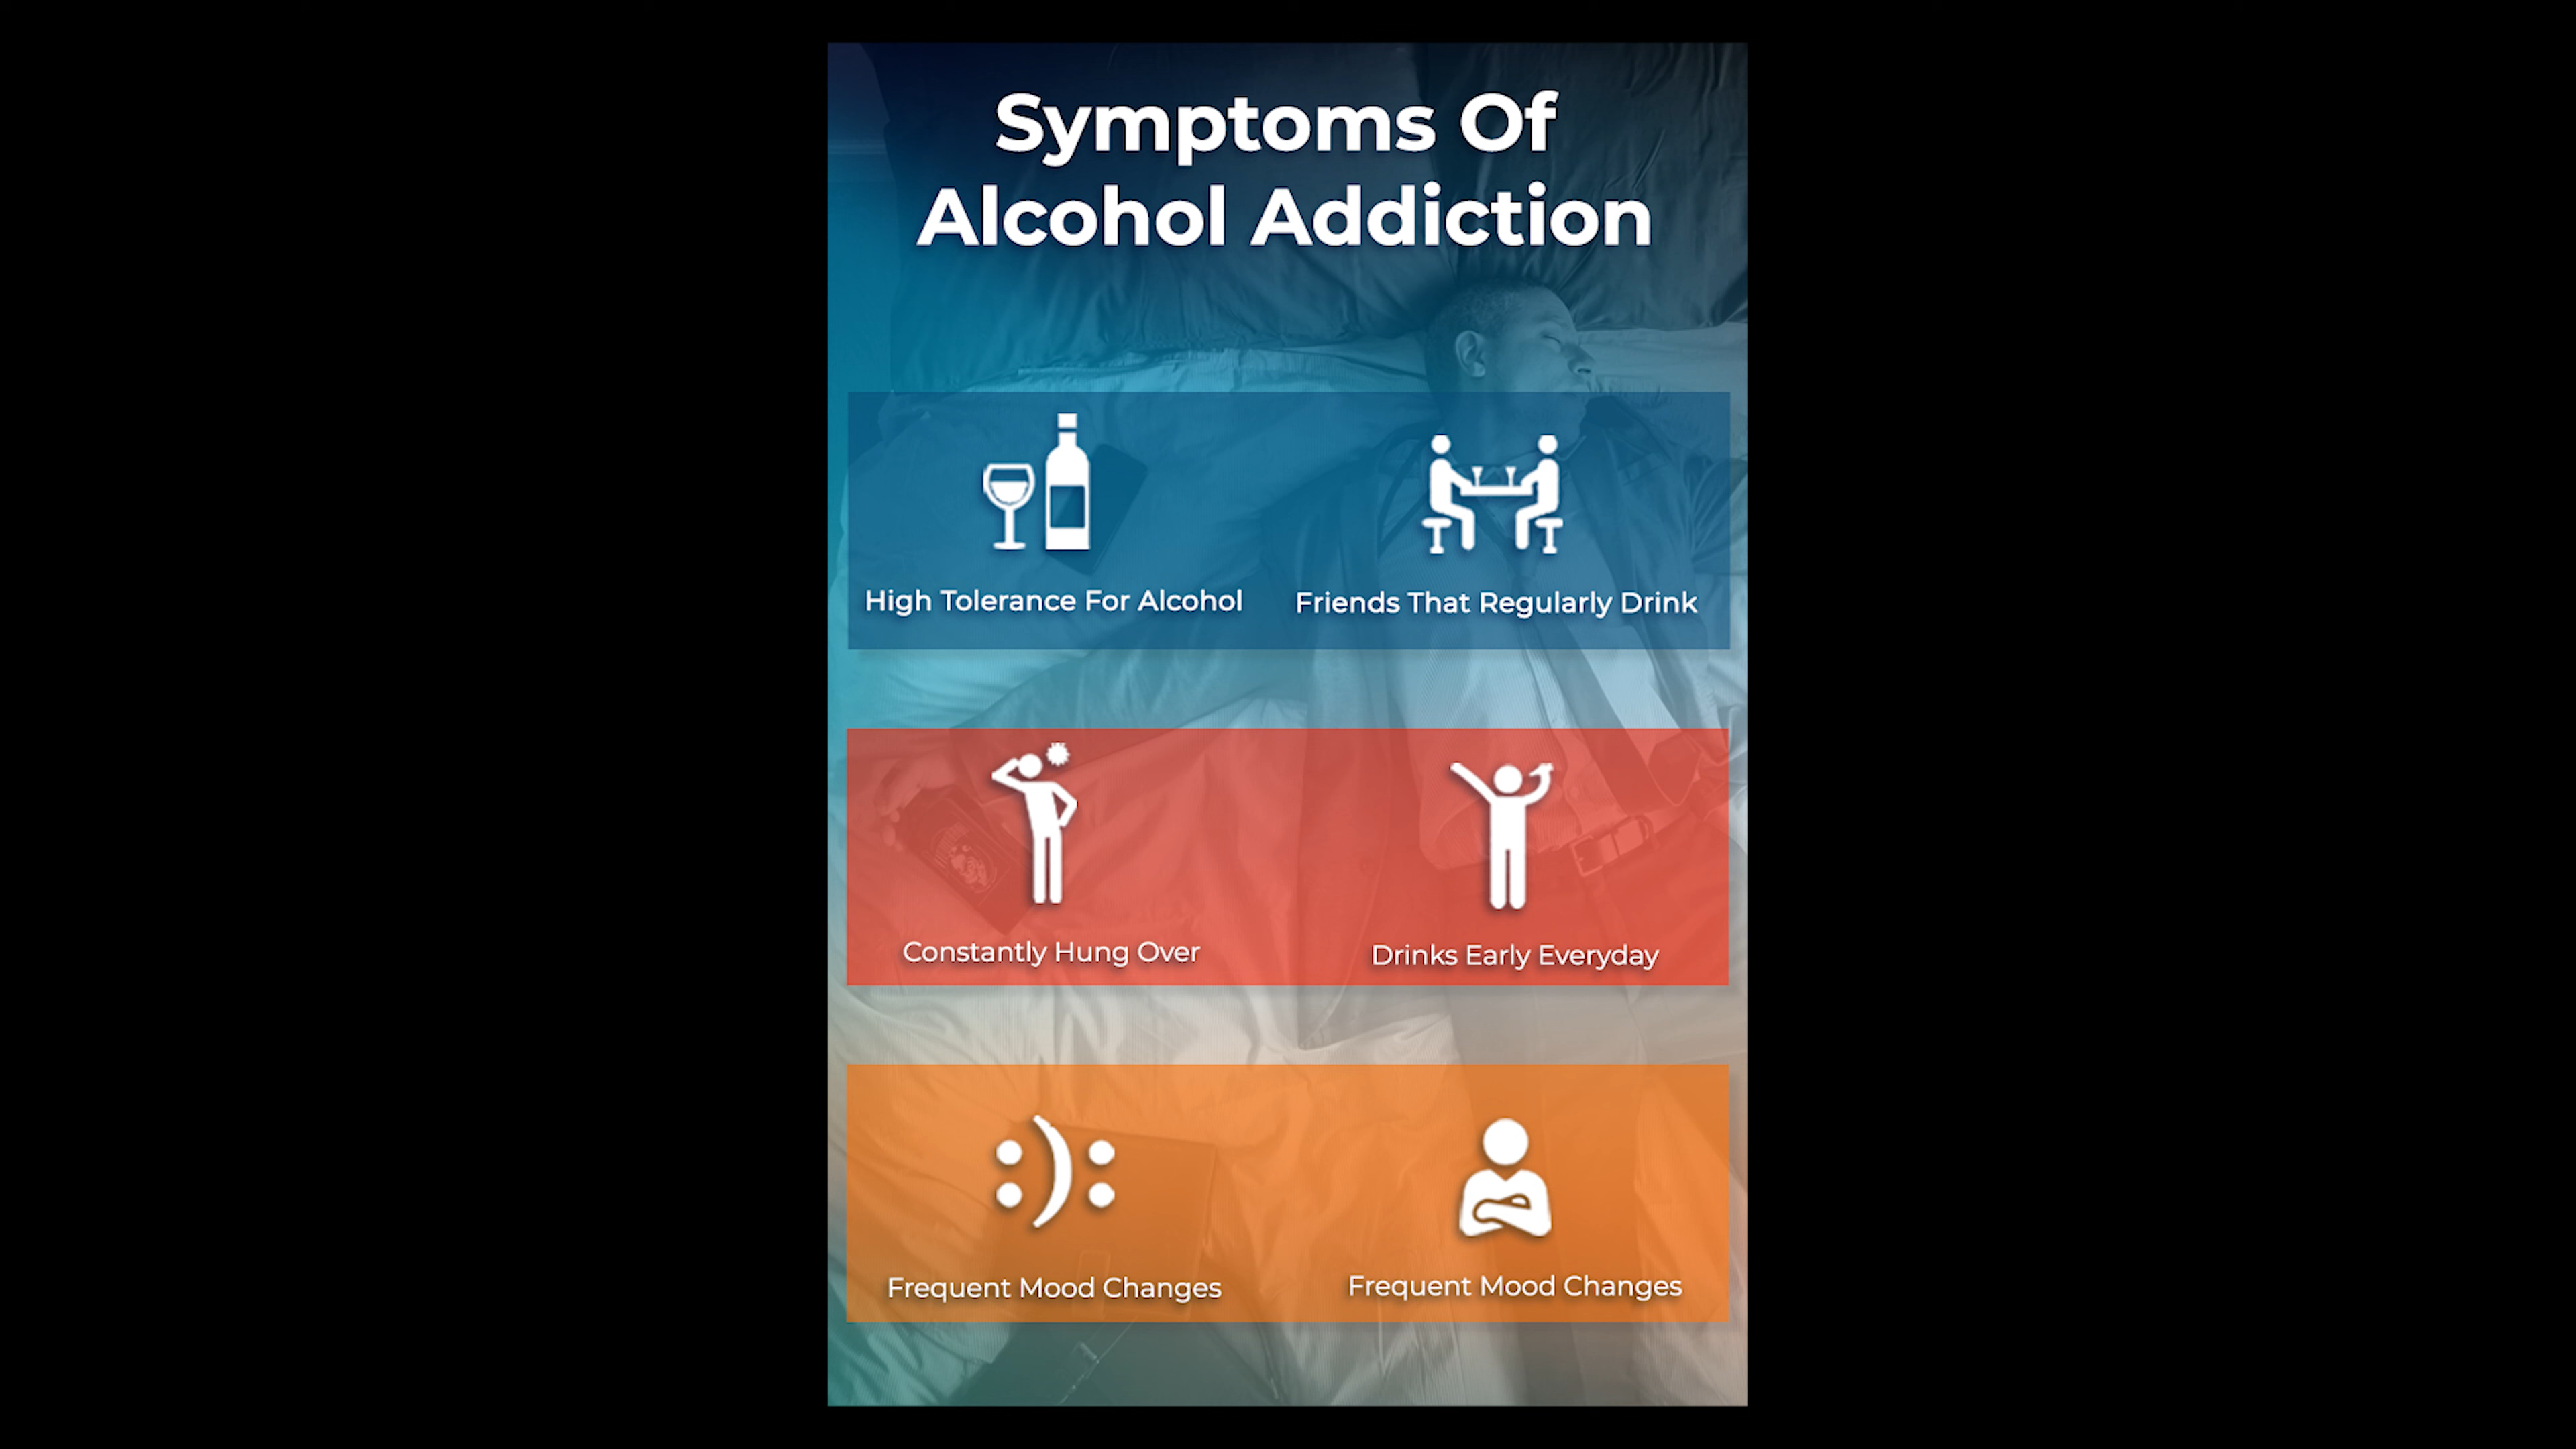 Symptoms Of
Alcohol Addiction
High Tolerance For Alcohol
Friends That Regularly Drink
Constantly Hung Over
Drinks Early Everyday
Frequent Mood Changes
Frequent Mood Changes